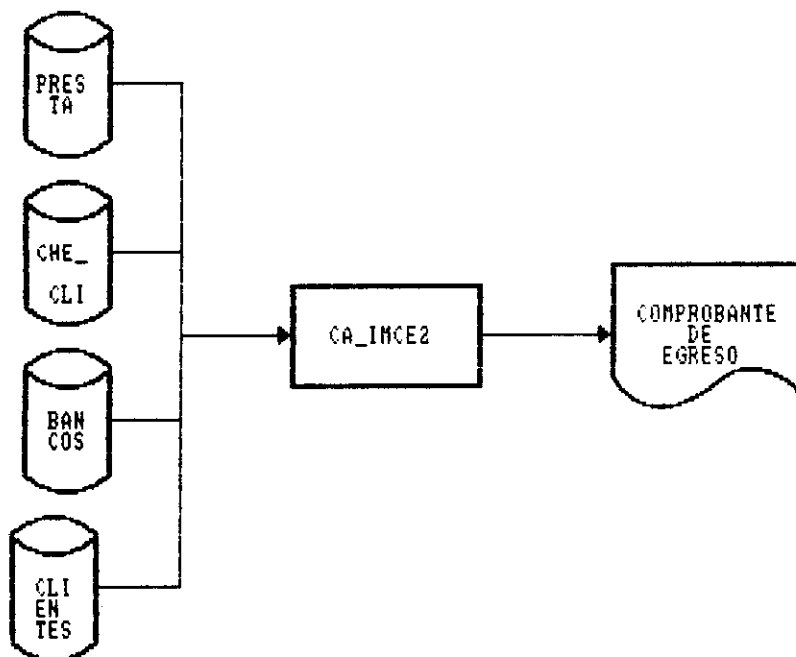 PRES
TA
CHE_
CLI
BAN
COS
CLI
EN
TES
CA_IMCE2
COMPROBANTE
DE
EGRESO